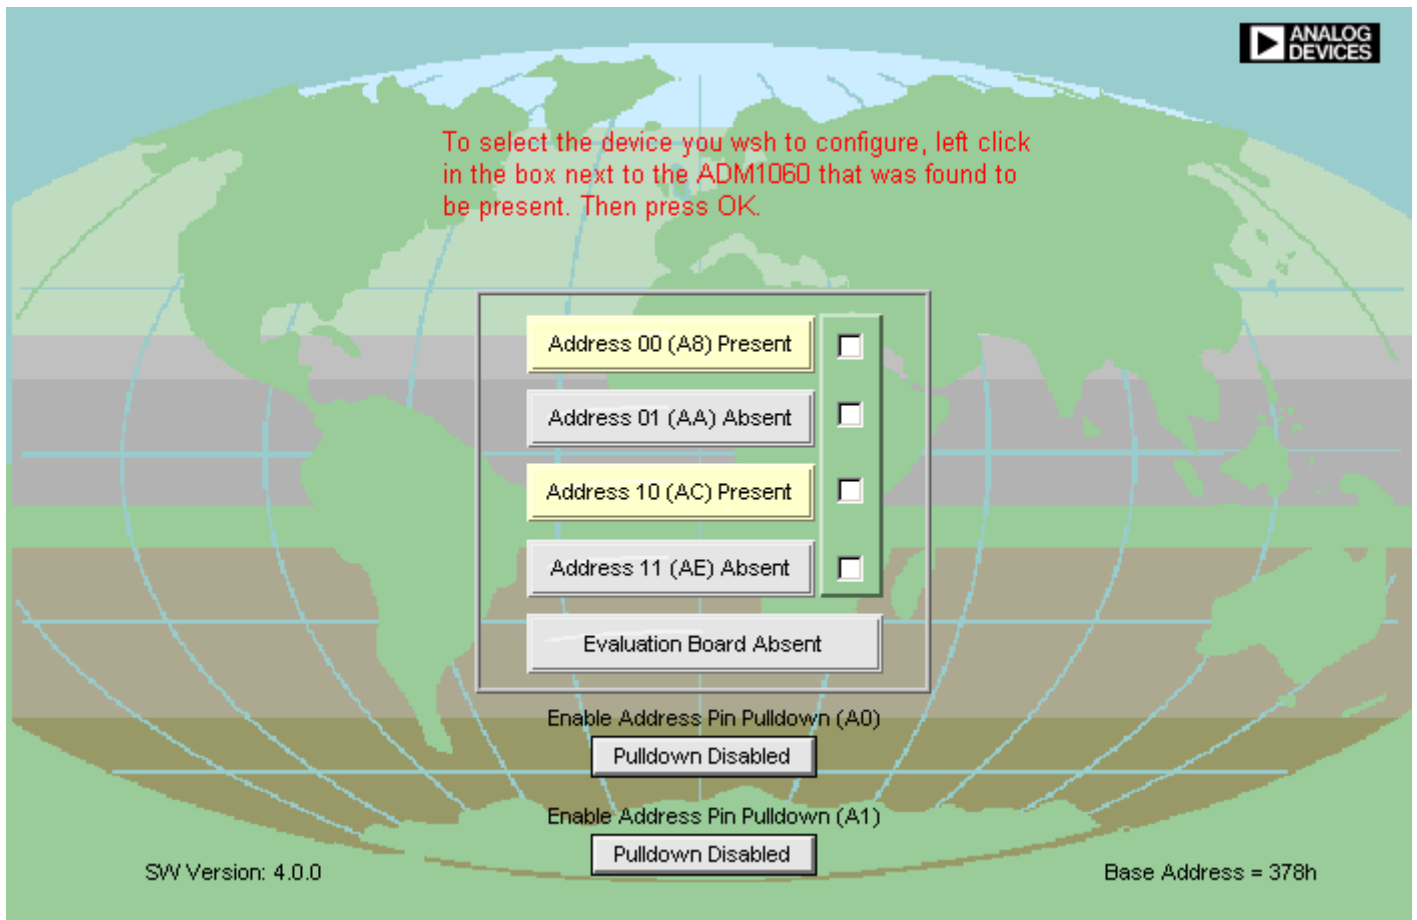 ANALOG
DEVICES
To select the device you wsh to configure, left click
in the box next to the ADM1060 that was found to
be present. Then press OK.
Address 00 (A8) Present
Address 01 (AA) Absent
Address 10 (AC) Present
Address 11 (AE) Absent
Evaluation Board Absent
Enable Address Pin Pulldown (A0)
Pulldown Disabled
Enable Address Pin Pulldown (A1)
Pulldown Disabled
SW Version: 4.0.0
Base Address = 378h